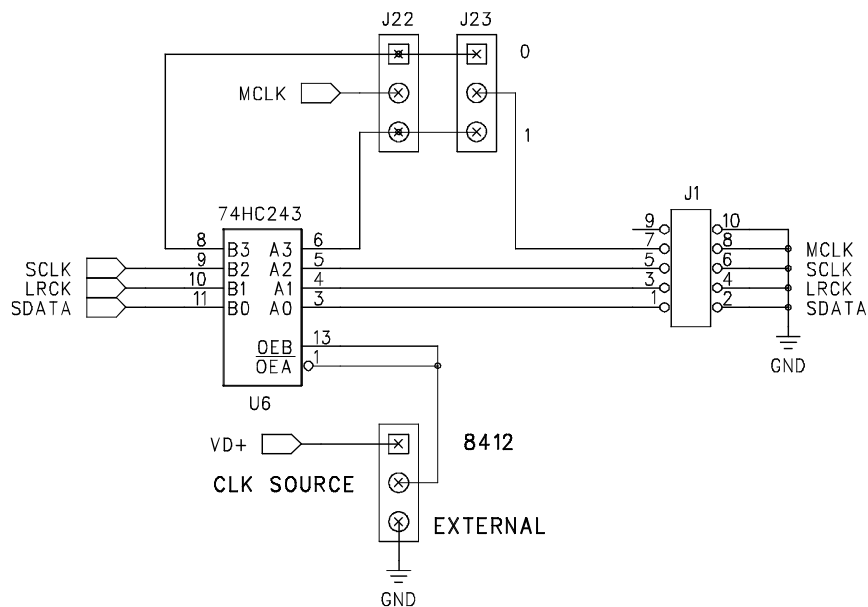 J22 J23
0
MCLK
1
J1
74HC243
9 10
8 B3 A3 6 7 8 MCLK
SCLK 9 B2 A2 5 5 6 SCLK
LRCK 10 B1 A1 4 3 4 LRCK
SDATA 11 B0 A0 3 1 2 SDATA
OEB 13
OEA 1
GND
U6
VD+ 8412
CLK SOURCE
EXTERNAL
GND